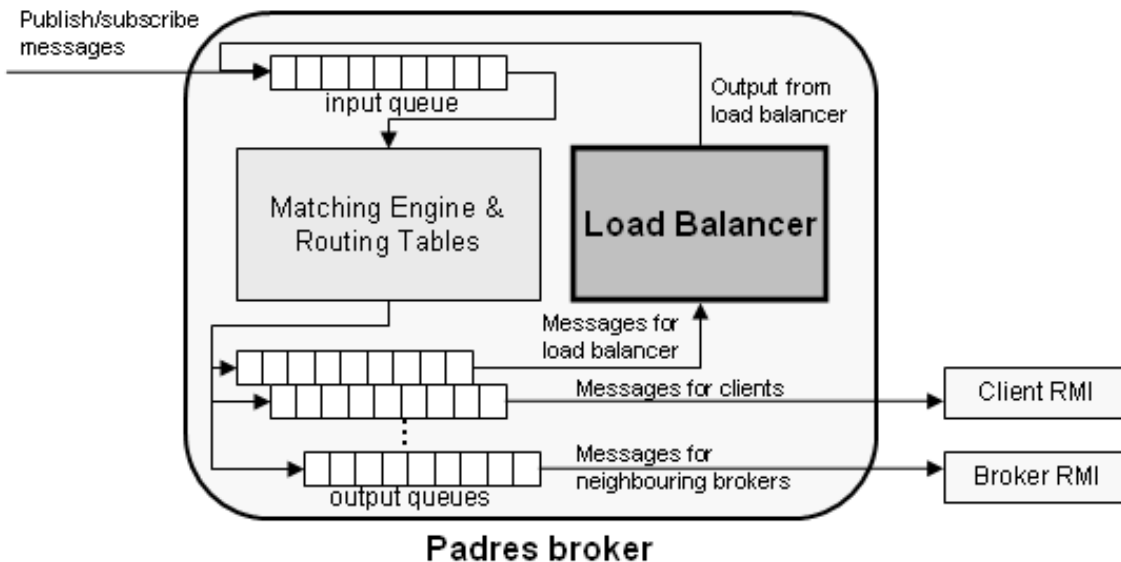 Publish/subscribe
messages
input queue
Output from
load balancer
Matching Engine &
Routing Tables
Load Balancer
Messages for
load balancer
Messages for clients
Client RMI
Messages for
neighbouring brokers
Broker RMI
output queues
Padres broker